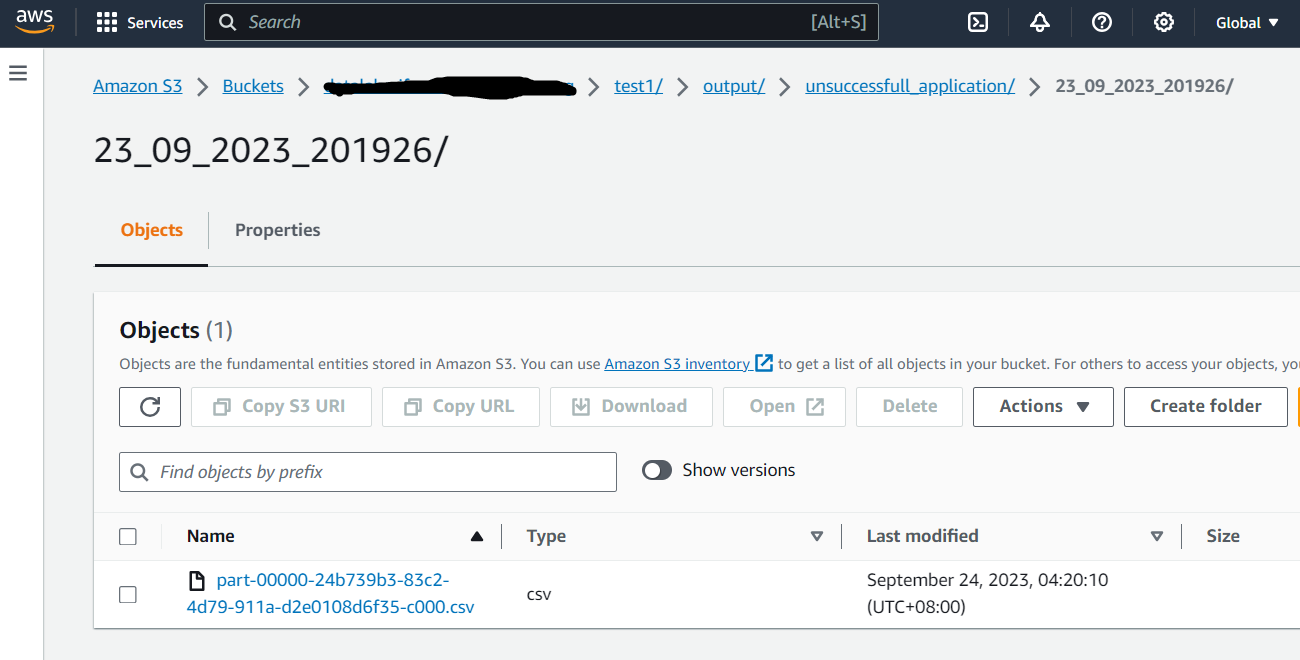 aws Services Search [Alt+S] Global
Amazon S3 Buckets test1/ output/ unsuccessfull_application/ 23_09_2023_201926/
23_09_2023_201926/
Objects Properties
Objects (1)
Objects are the fundamental entities stored in Amazon S3. You can use Amazon S3 inventory to get a list of all objects in your bucket. For others to access your objects, yo
Copy S3 URI Copy URL Download Open Delete Actions Create folder
Find objects by prefix Show versions
Name Type Last modified Size
part-00000-24b739b3-83c2-
4d79-911a-d2e0108d6f35-c000.csv
csv
September 24, 2023, 04:20:10
(UTC+08:00)